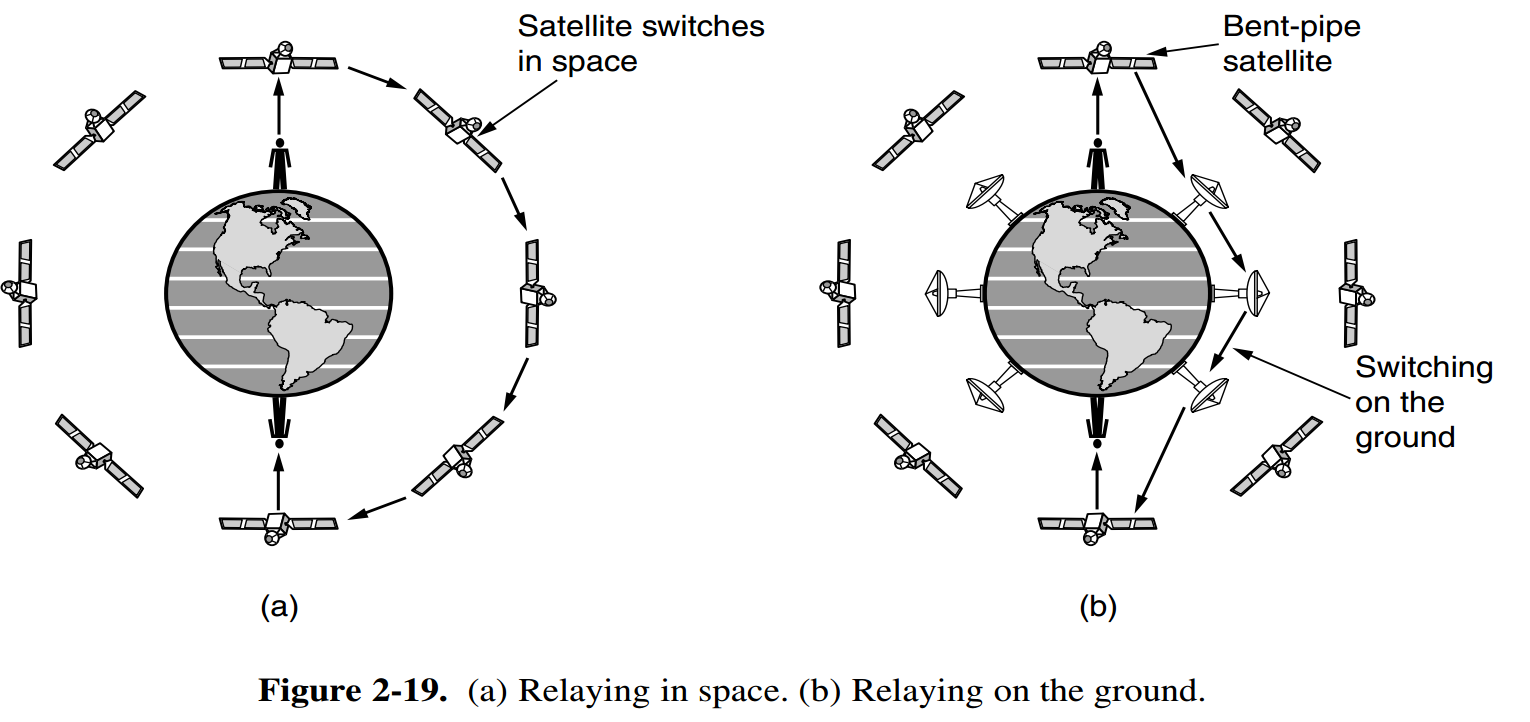 Satellite switches
in space
Bent-pipe
satellite
Switching
on the
ground
(a)
(b)
Figure 2-19. (a) Relaying in space. (b) Relaying on the ground.